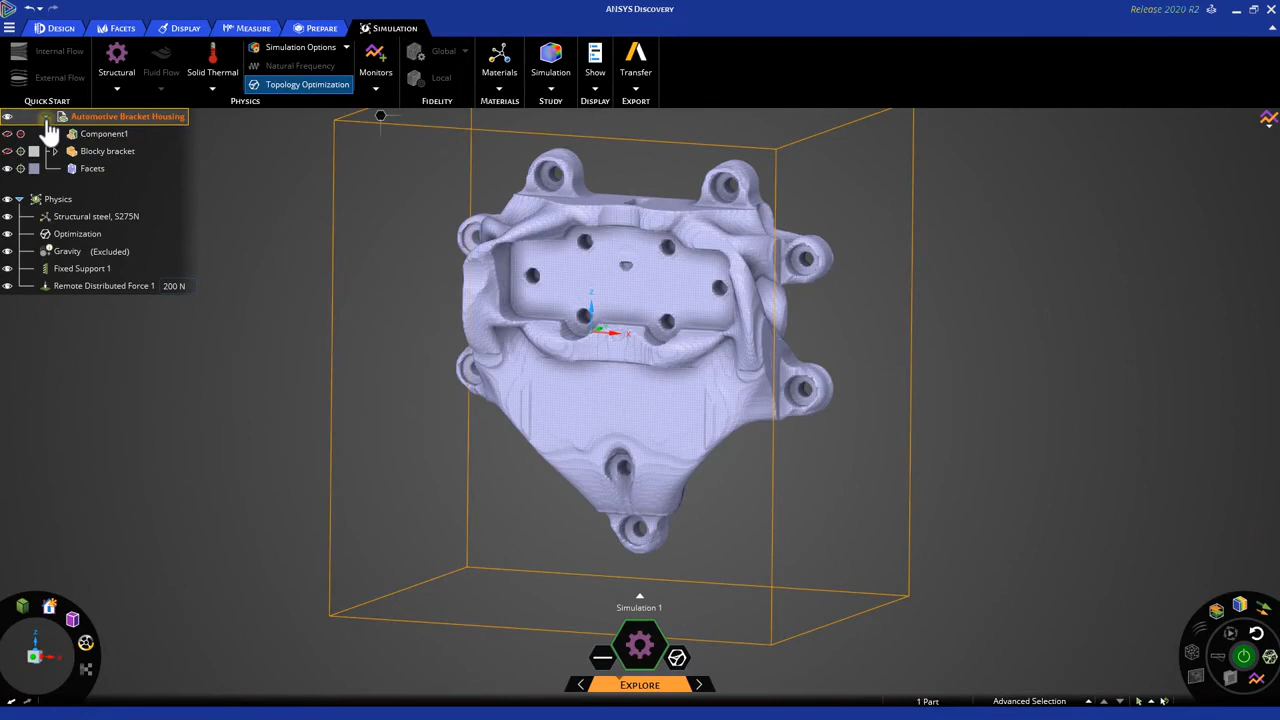 ANSYS Discovery
Release 2020 R2
DESIGN
FACETS
DISPLAY
MEASURE
PREPARE
SIMULATION
Internal Flow
External Flow
QUICK START
Structural
Fluid Flow
Solid Thermal
Simulation Options
Natural Frequency
Topology Optimization
PHYSICS
Monitors
Global
Local
FIDELITY
Materials
MATERIALS
Simulation
STUDY
Show
DISPLAY
Transfer
EXPORT
Automotive Bracket Housing
Component1
Blocky bracket
Facets
Physics
Structural steel, S275N
Optimization
Gravity (Excluded)
Fixed Support 1
Remote Distributed Force 1 200 N
Z
X
Simulation 1
EXPLORE
Z
X
1 Part
Advanced Selection